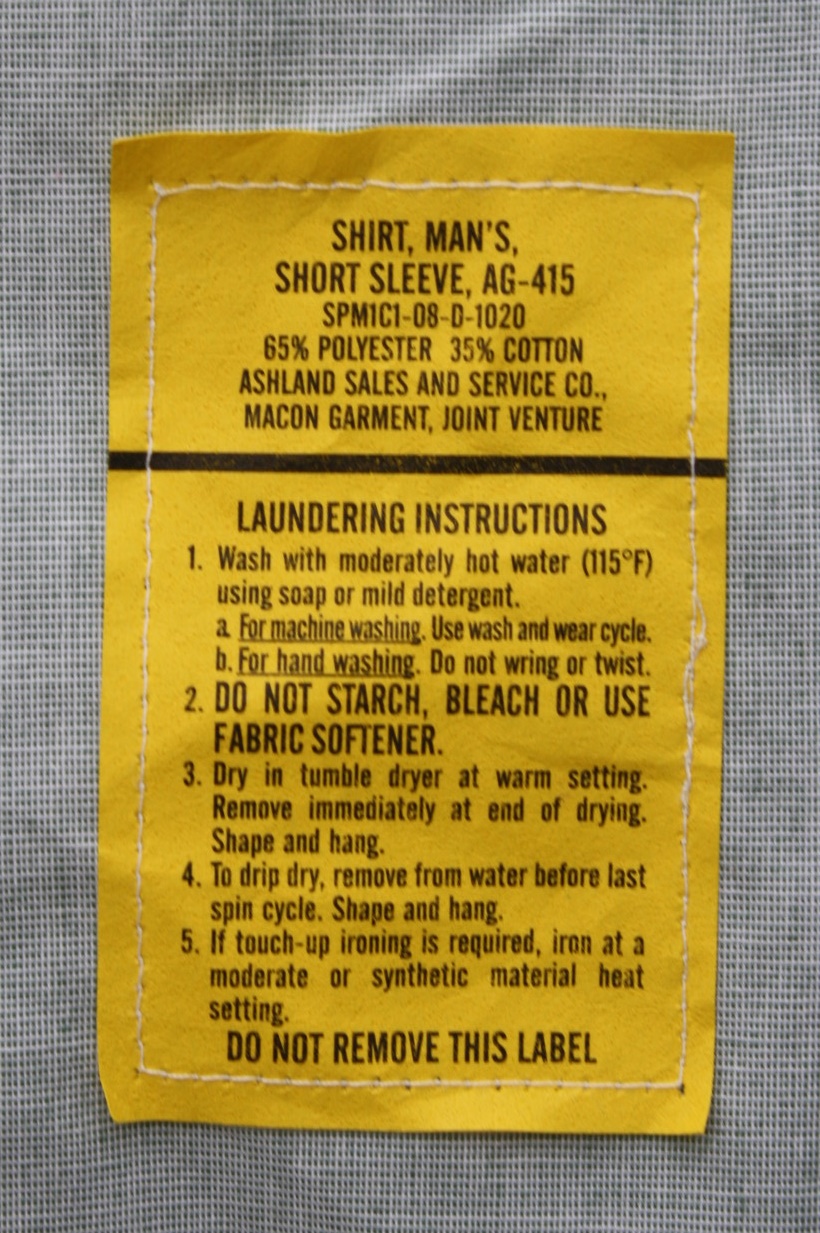 SHIRT, MAN'S,
SHORT SLEEVE, AG-415
SPM1C1-08-D-1020
65% POLYESTER 35% COTTON
ASHLAND SALES AND SERVICE CO.,
MACON GARMENT, JOINT VENTURE
LAUNDERING INSTRUCTIONS
1. Wash with moderately hot water (115°F)
using soap or mild detergent.
a. For machine washing. Use wash and wear cycle.
b. For hand washing. Do not wring or twist.
2. DO NOT STARCH, BLEACH OR USE
FABRIC SOFTENER.
3. Dry in tumble dryer at warm setting.
Remove immediately at end of drying.
Shape and hang.
4. To drip dry, remove from water before last
spin cycle. Shape and hang.
5. If touch-up ironing is required, iron at a
moderate or synthetic material heat
setting.
DO NOT REMOVE THIS LABEL